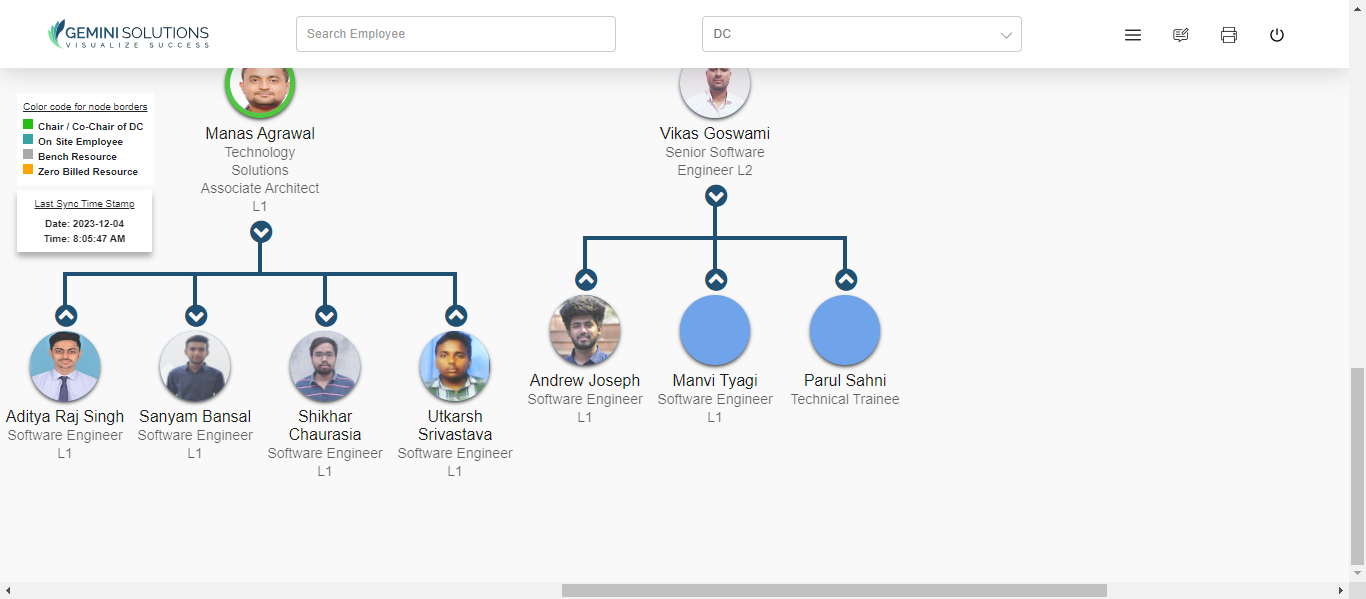 GEMINI SOLUTIONS
VISUALIZE SUCCESS
Search Employee
DC
Color code for node borders
Chair / Co-Chair of DC
On Site Employee
Bench Resource
Zero Billed Resource
Last Sync Time Stamp
Date: 2023-12-04
Time: 8:05:47 AM
Manas Agrawal
Technology
Solutions
Associate Architect
L1
Vikas Goswami
Senior Software
Engineer L2
Aditya Raj Singh
Software Engineer
L1
Sanyam Bansal
Software Engineer
L1
Shikhar
Chaurasia
Software Engineer
L1
Utkarsh
Srivastava
Software Engineer
L1
Andrew Joseph
Software Engineer
L1
Manvi Tyagi
Software Engineer
L1
Parul Sahni
Technical Trainee